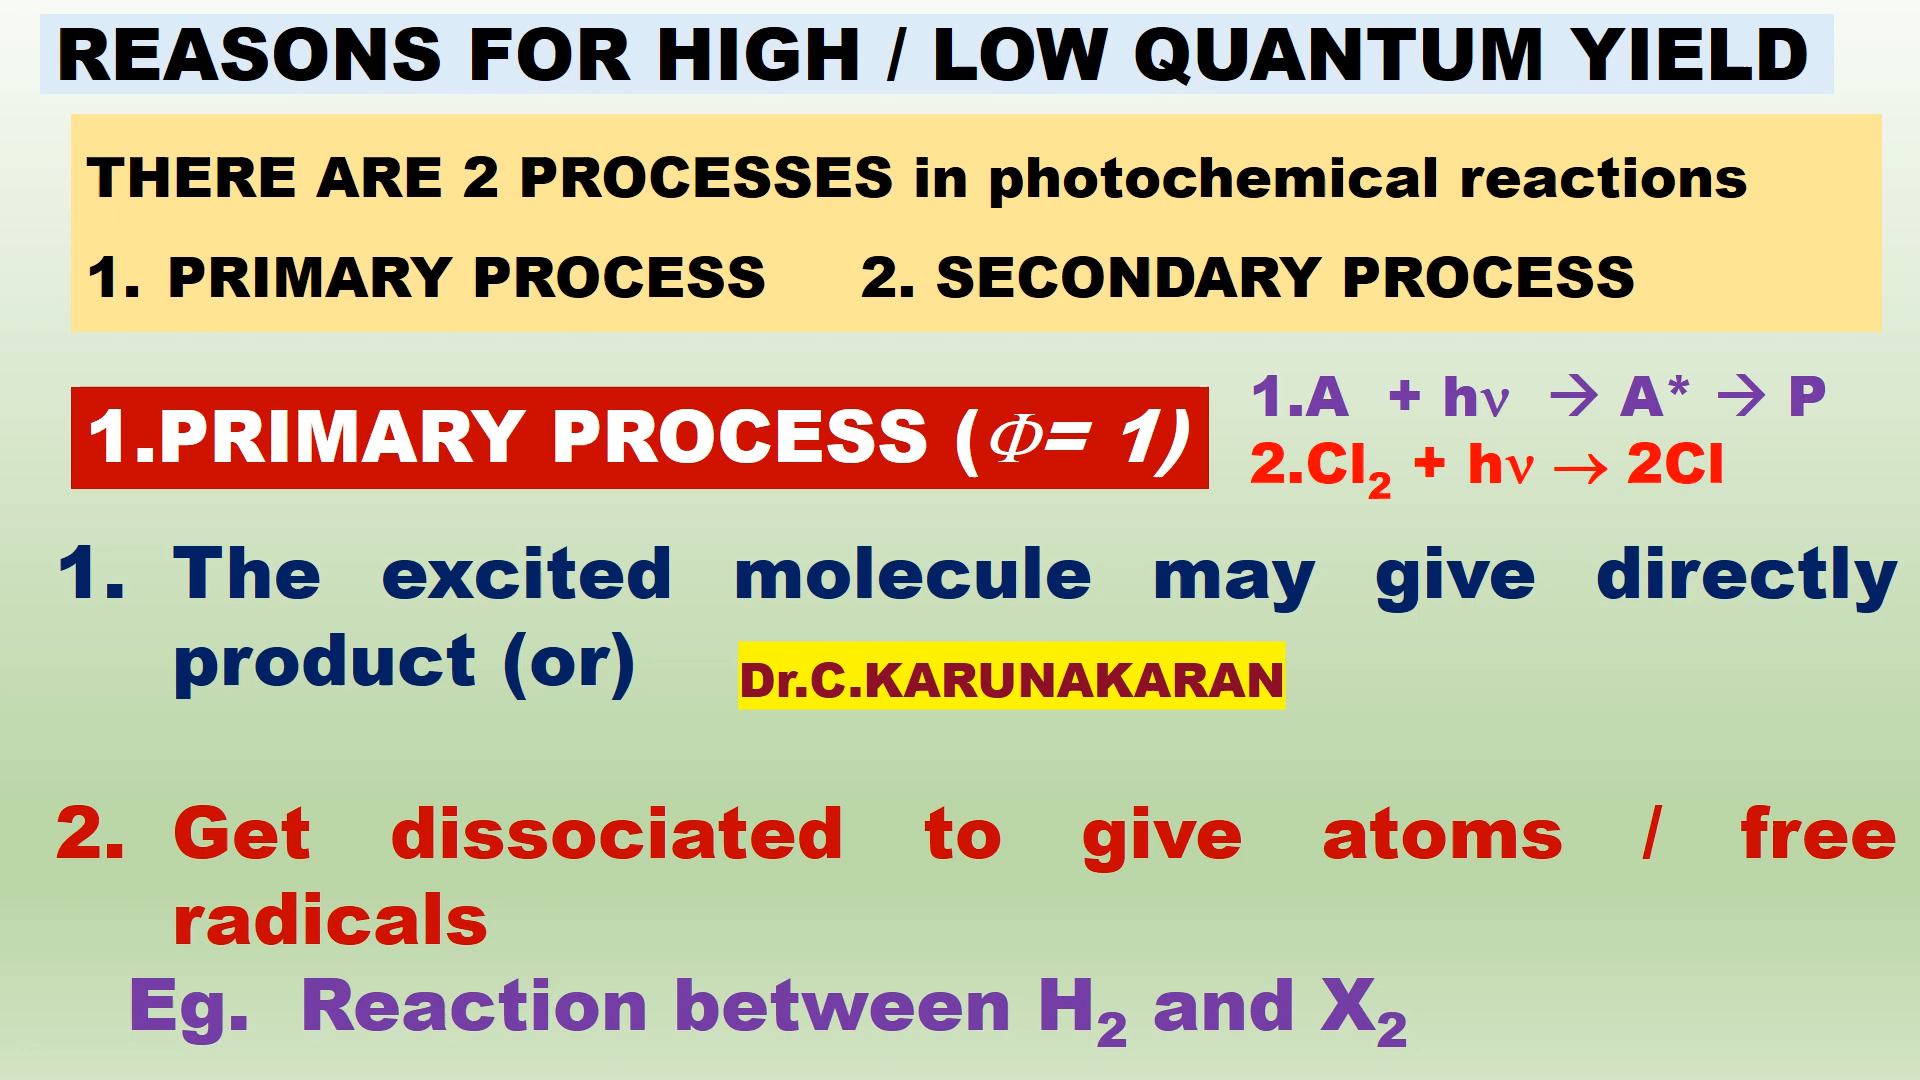 REASONS FOR HIGH / LOW QUANTUM YIELD
THERE ARE 2 PROCESSES in photochemical reactions
1. PRIMARY PROCESS 2. SECONDARY PROCESS
1.PRIMARY PROCESS (Φ= 1)
1.A + hν → A* → P
2.Cl₂ + hν → 2Cl
1. The excited molecule may give directly
product (or)
Dr.C.KARUNAKARAN
2. Get dissociated to give atoms / free
radicals
Eg. Reaction between H₂ and X₂